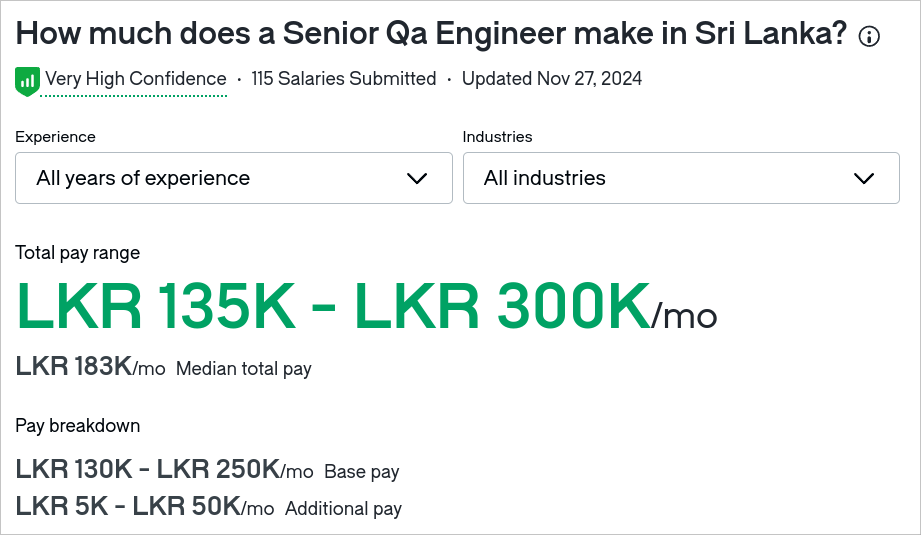 How much does a Senior Qa Engineer make in Sri Lanka?
Very High Confidence · 115 Salaries Submitted · Updated Nov 27, 2024
Experience Industries
All years of experience All industries
Total pay range
LKR 135K - LKR 300K/mo
LKR 183K/mo Median total pay
Pay breakdown
LKR 130K - LKR 250K/mo Base pay
LKR 5K - LKR 50K/mo Additional pay